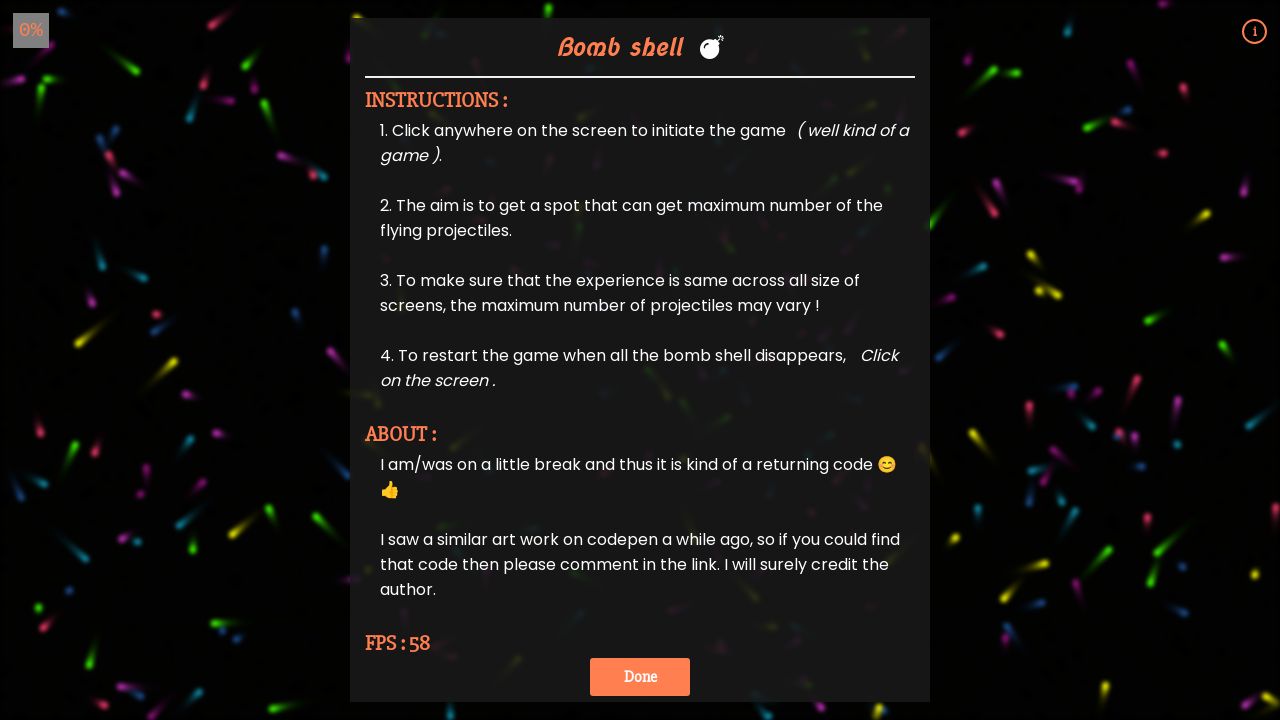 0%
Bomb shell 💣
i
INSTRUCTIONS :
1. Click anywhere on the screen to initiate the game ( well kind of a
game ).
2. The aim is to get a spot that can get maximum number of the
flying projectiles.
3. To make sure that the experience is same across all size of
screens, the maximum number of projectiles may vary !
4. To restart the game when all the bomb shell disappears, Click
on the screen .
ABOUT :
I am/was on a little break and thus it is kind of a returning code 😊
👍
I saw a similar art work on codepen a while ago, so if you could find
that code then please comment in the link. I will surely credit the
author.
FPS : 58
Done